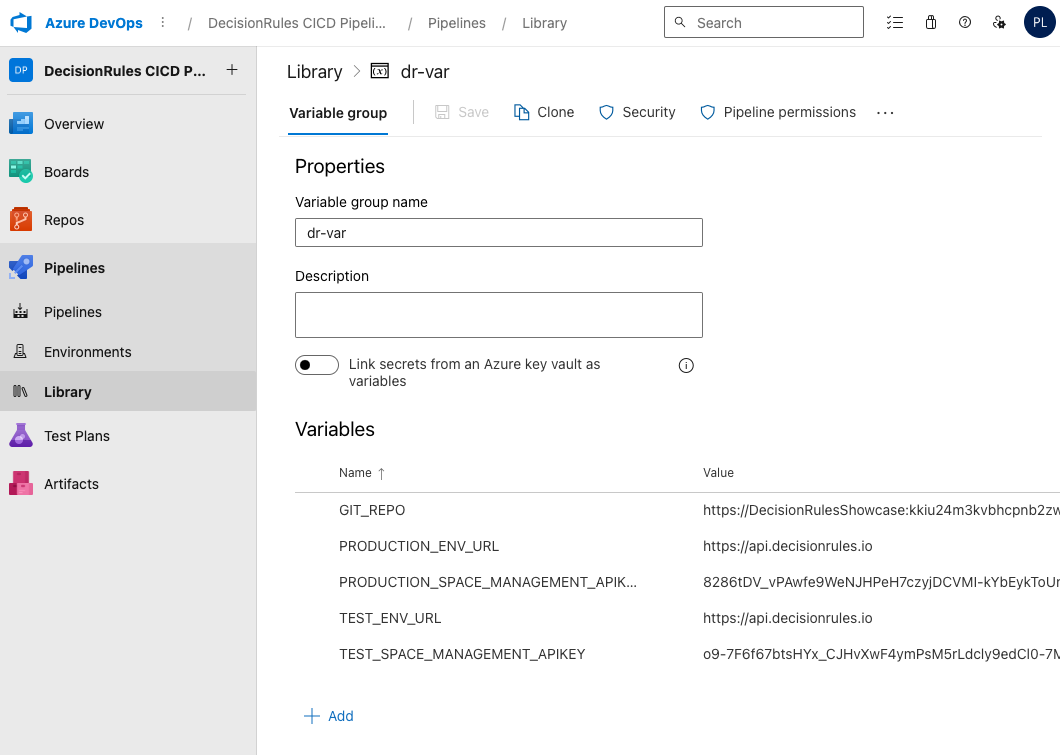 Azure DevOps / DecisionRules CICD Pipeli... / Pipelines / Library Search PL
DP DecisionRules CICD P... +
Overview
Boards
Repos
Pipelines
Pipelines
Environments
Library
Test Plans
Artifacts
Library > (x) dr-var
Variable group Save Clone Security Pipeline permissions ...
Properties
Variable group name
dr-var
Description
Link secrets from an Azure key vault as
variables
Variables
Name ↑ Value
GIT_REPO https://DecisionRulesShowcase:kkiu24m3kvbhcpnb2zw
PRODUCTION_ENV_URL https://api.decisionrules.io
PRODUCTION_SPACE_MANAGEMENT_APIK... 8286tDV_vPAwfe9WeNJHPeH7czyjDCVMl-kYbEykToUr
TEST_ENV_URL https://api.decisionrules.io
TEST_SPACE_MANAGEMENT_APIKEY o9-7F6f67btsHYx_CJHvXwF4ymPsM5rLdcly9edCl0-7M
+ Add